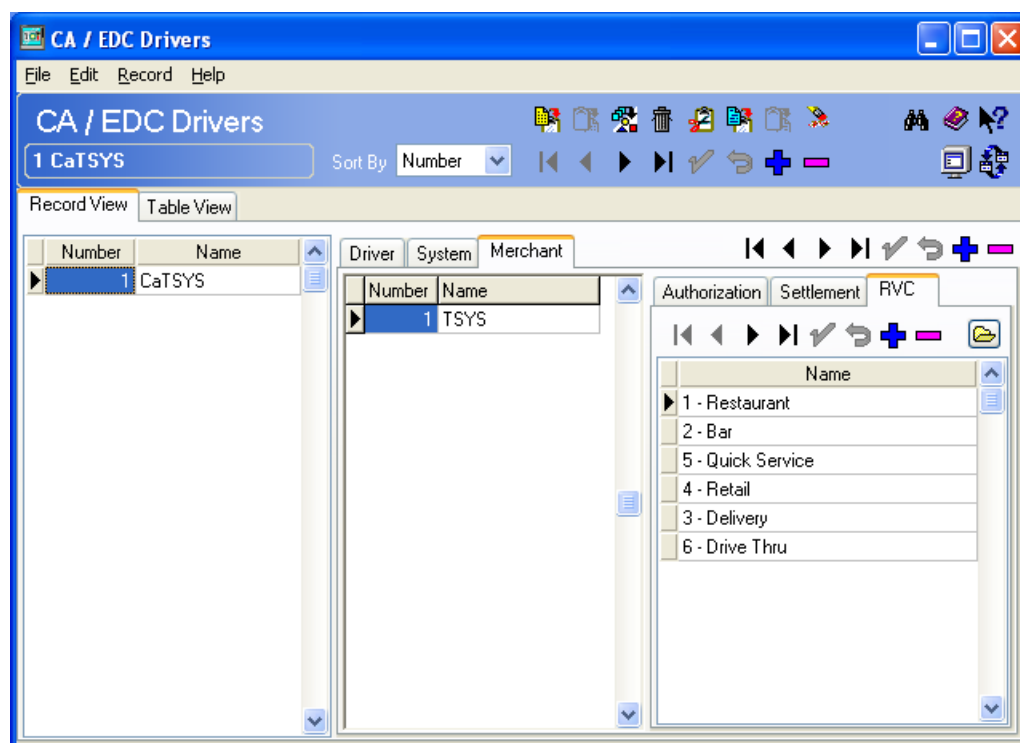 CA / EDC Drivers
File Edit Record Help
CA / EDC Drivers
1 CaTSYS
Sort By Number
Record View Table View
Number Name
1 CaTSYS
Driver System Merchant
Number Name
1 TSYS
Authorization Settlement RVC
Name
1 - Restaurant
2 - Bar
5 - Quick Service
4 - Retail
3 - Delivery
6 - Drive Thru